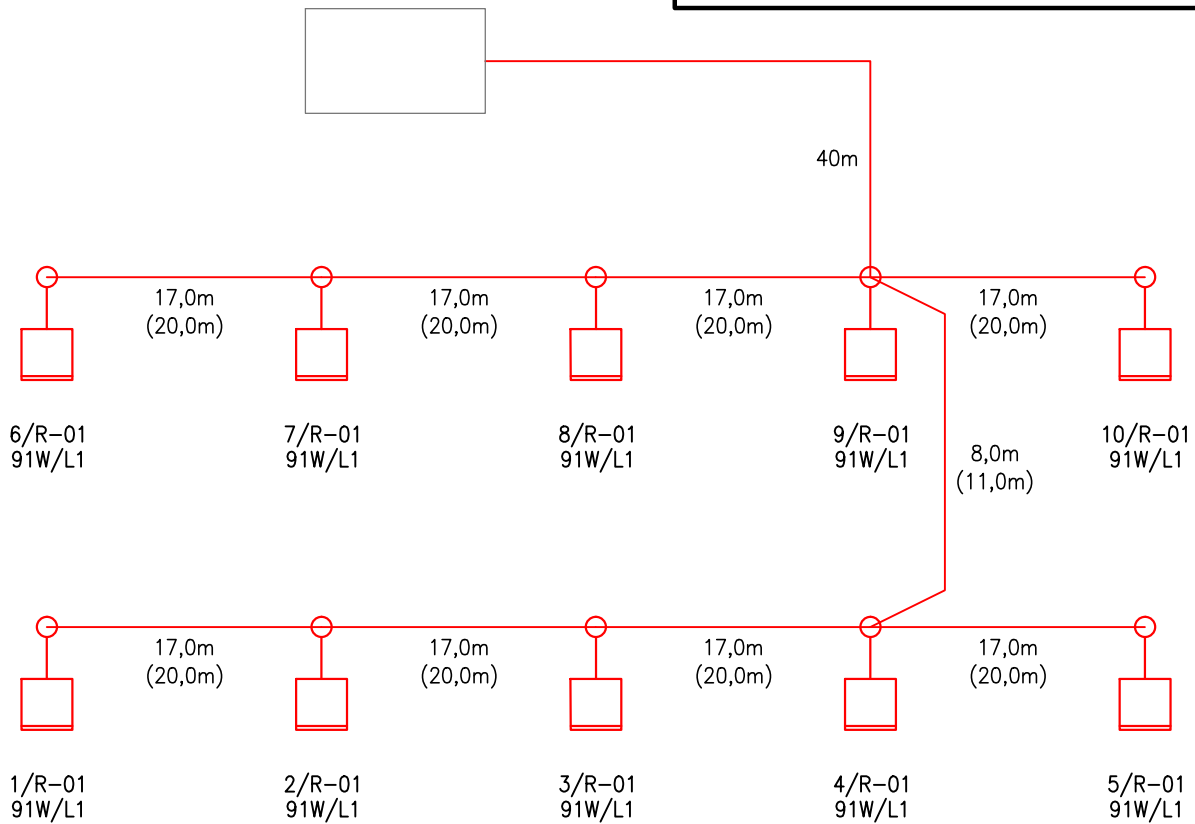 40m
17,0m
(20,0m)
17,0m
(20,0m)
17,0m
(20,0m)
17,0m
(20,0m)
6/R-01
91W/L1
7/R-01
91W/L1
8/R-01
91W/L1
9/R-01
91W/L1
10/R-01
91W/L1
8,0m
(11,0m)
17,0m
(20,0m)
17,0m
(20,0m)
17,0m
(20,0m)
17,0m
(20,0m)
1/R-01
91W/L1
2/R-01
91W/L1
3/R-01
91W/L1
4/R-01
91W/L1
5/R-01
91W/L1